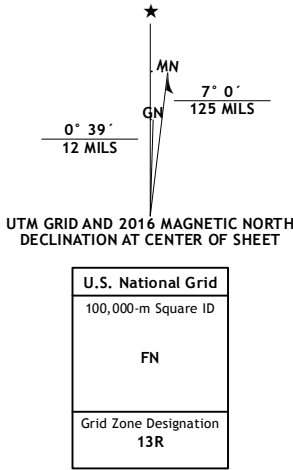 ★
MN
GN
7° 0´
125 MILS
0° 39´
12 MILS
UTM GRID AND 2016 MAGNETIC NORTH
DECLINATION AT CENTER OF SHEET
U.S. National Grid
100,000-m Square ID
FN
Grid Zone Designation
13R